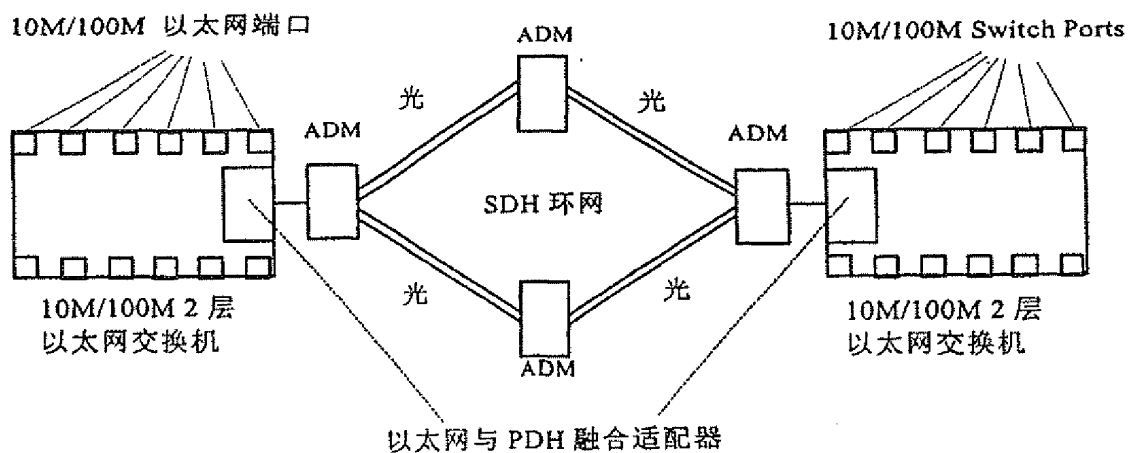 10M/100M 以太网端口
ADM
10M/100M Switch Ports
光
光
ADM
ADM
SDH 环网
光
光
10M/100M 2 层
以太网交换机
ADM
10M/100M 2 层
以太网交换机
以太网与 PDH 融合适配器